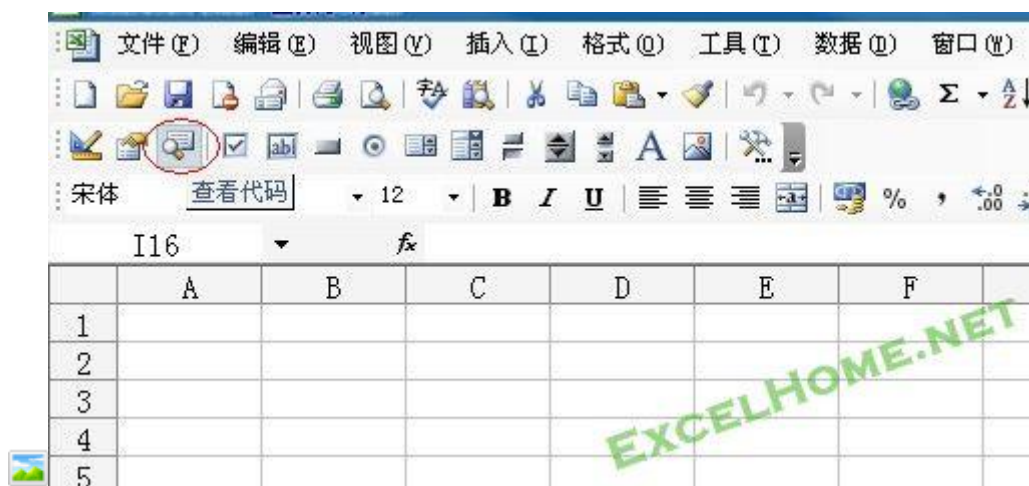 文件(F) 编辑(E) 视图(V) 插入(I) 格式(O) 工具(T) 数据(D) 窗口(W)
宋体 查看代码 12 B I U % ,
I16 fx
A B C D E F
1
2
3
4
5
EXCELHOME.NET